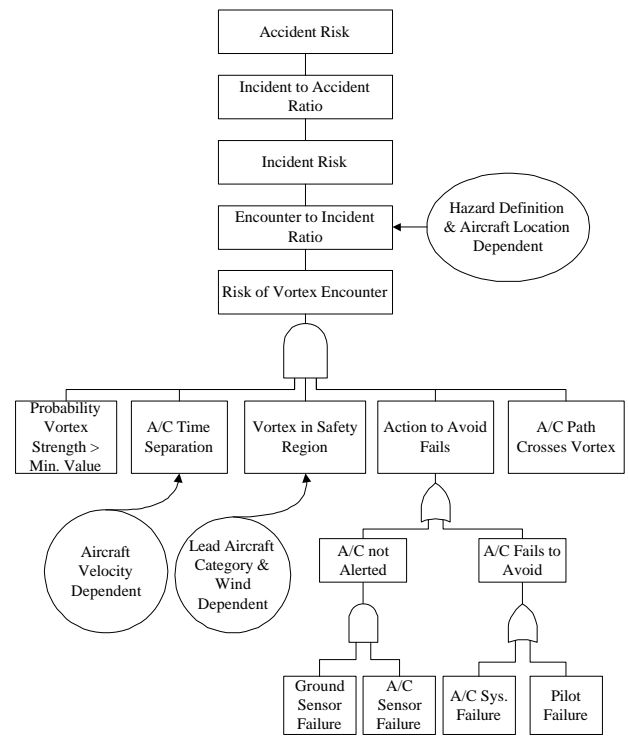 Accident Risk
Incident to Accident
Ratio
Incident Risk
Encounter to Incident
Ratio
Hazard Definition
& Aircraft Location
Dependent
Risk of Vortex Encounter
Probability
Vortex
Strength >
Min. Value
A/C Time
Separation
Vortex in Safety
Region
Action to Avoid
Fails
A/C Path
Crosses Vortex
Aircraft
Velocity
Dependent
Lead Aircraft
Category &
Wind
Dependent
A/C not
Alerted
A/C Fails to
Avoid
Ground
Sensor
Failure
A/C
Sensor
Failure
A/C Sys.
Failure
Pilot
Failure